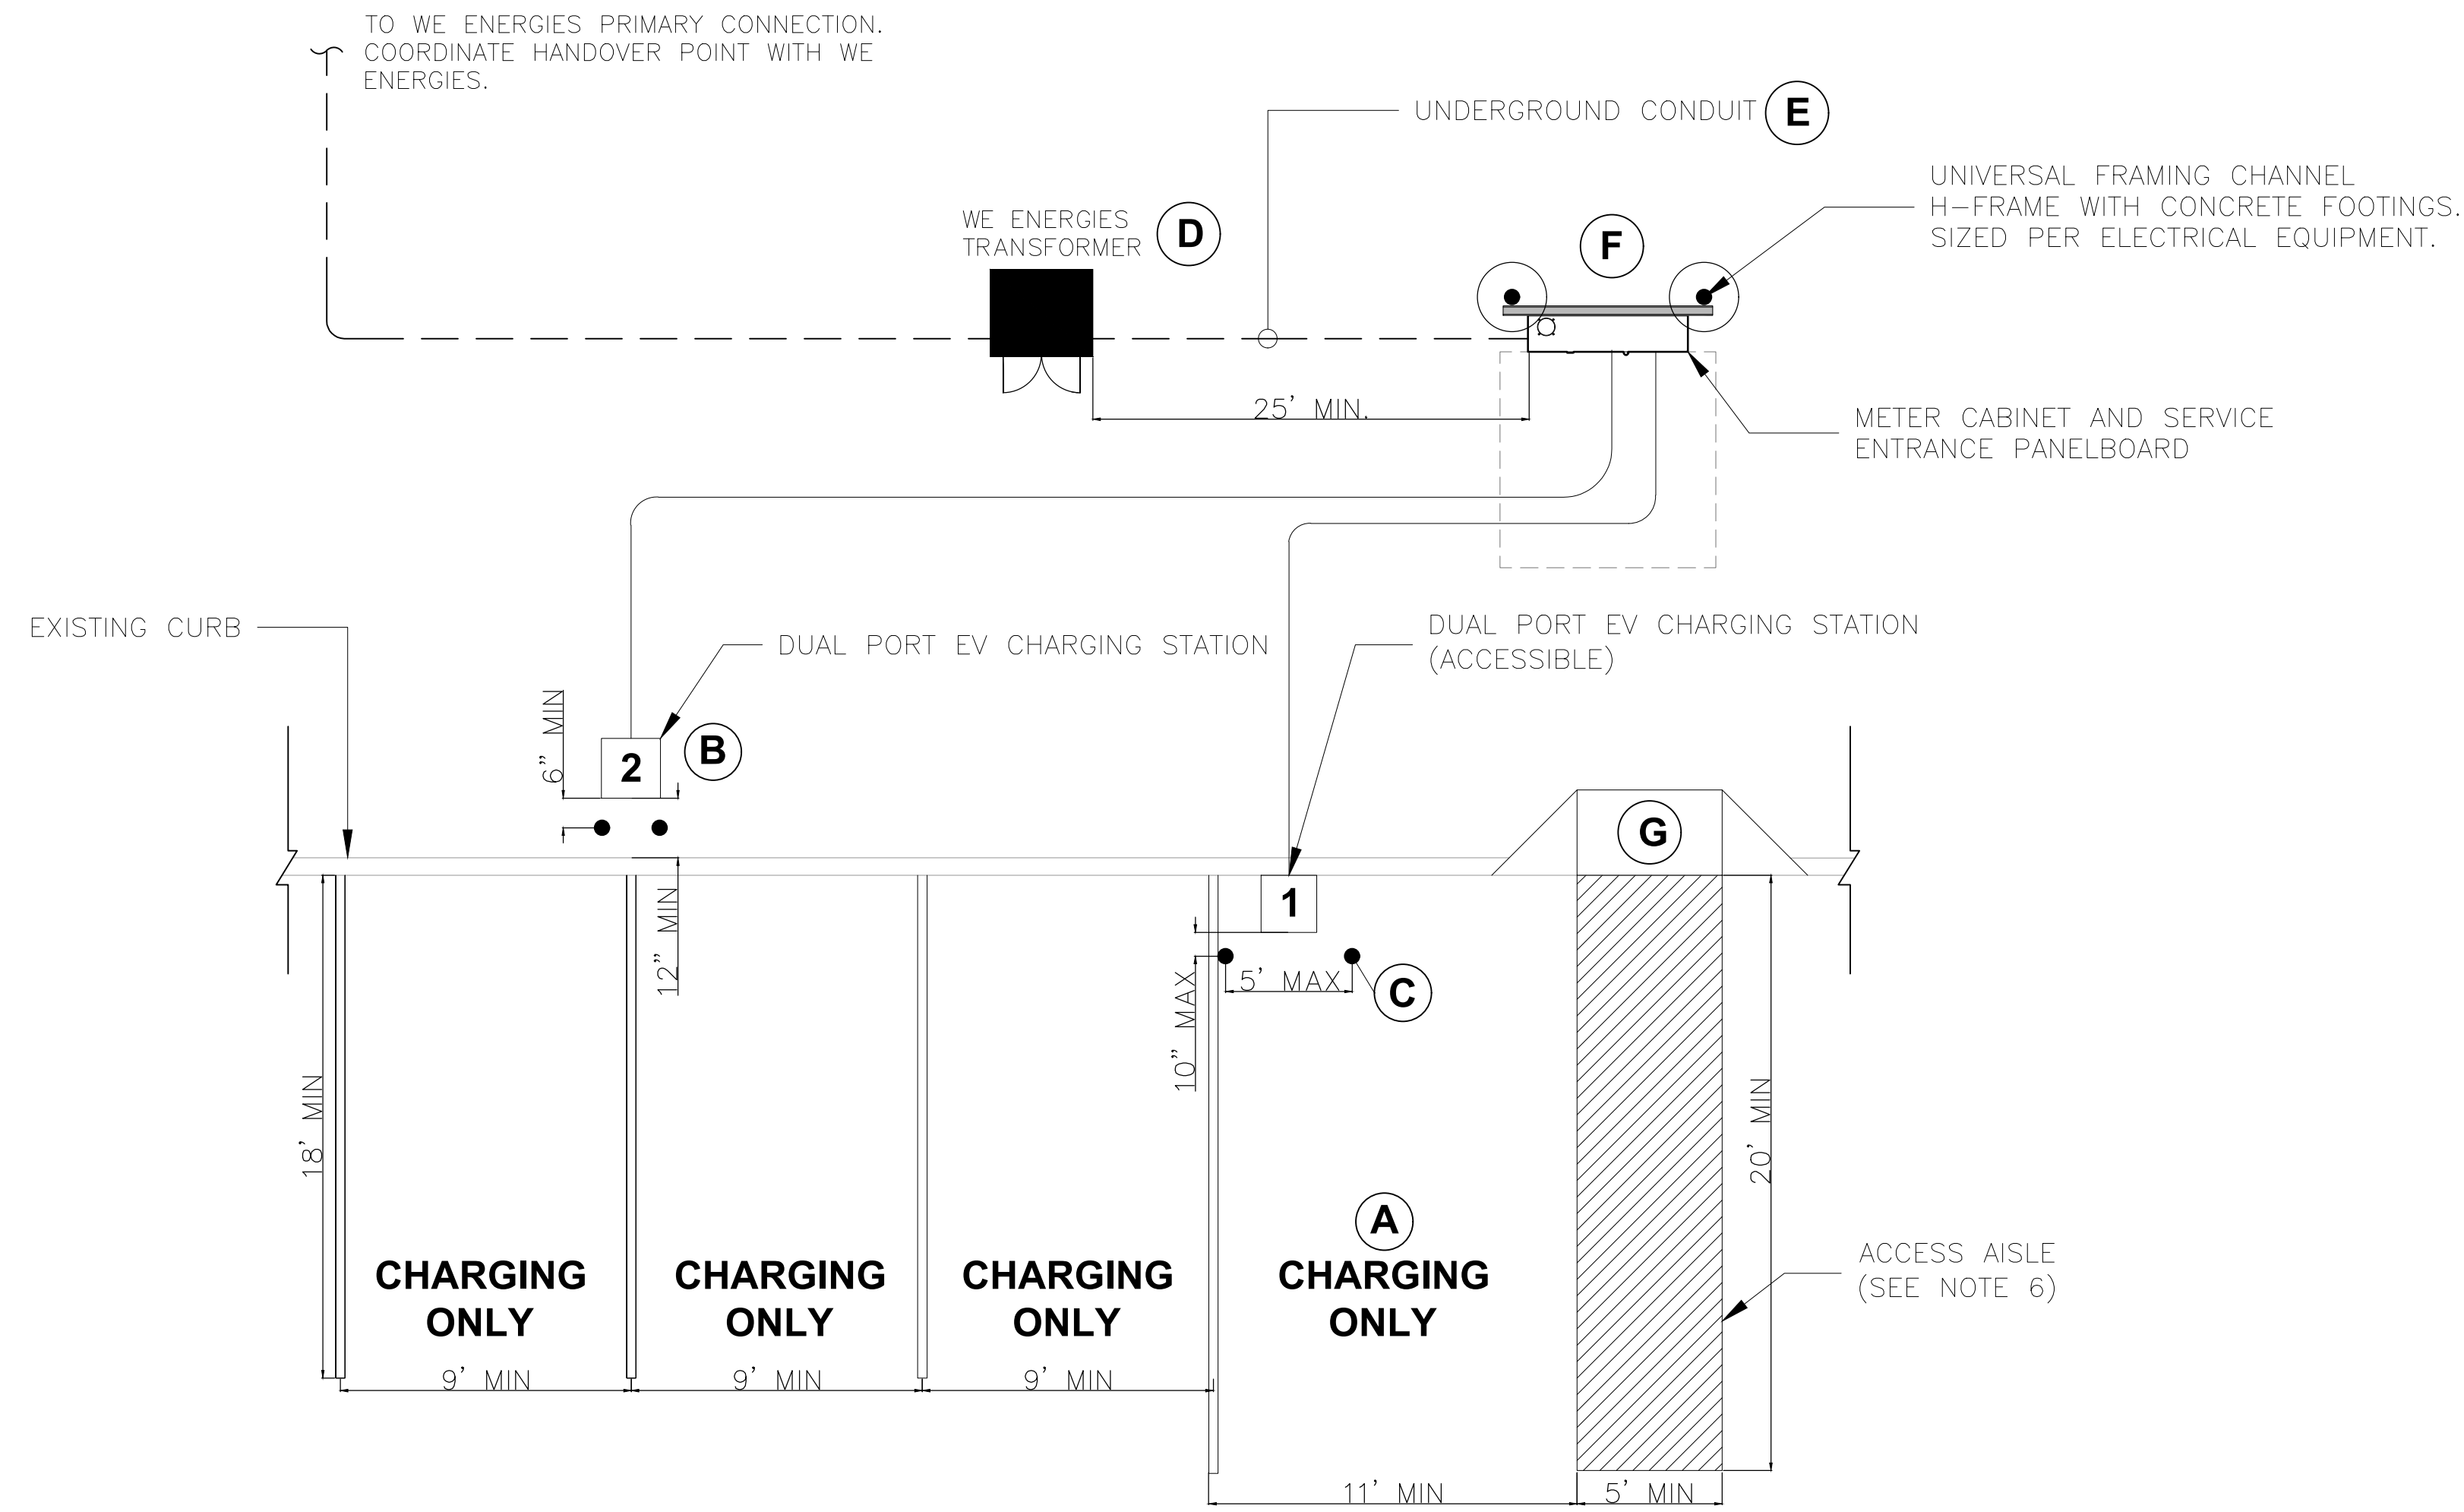 TO WE ENERGIES PRIMARY CONNECTION.
COORDINATE HANDOVER POINT WITH WE
ENERGIES.
UNDERGROUND CONDUIT
E
UNIVERSAL FRAMING CHANNEL
H-FRAME WITH CONCRETE FOOTINGS.
SIZED PER ELECTRICAL EQUIPMENT.
WE ENERGIES
TRANSFORMER
D
F
25' MIN.
METER CABINET AND SERVICE
ENTRANCE PANELBOARD
EXISTING CURB
DUAL PORT EV CHARGING STATION
DUAL PORT EV CHARGING STATION
(ACCESSIBLE)
6" MIN
2
B
G
12" MIN
1
10" MAX
5' MAX
C
18' MIN
20' MIN
A
CHARGING
ONLY
CHARGING
ONLY
CHARGING
ONLY
CHARGING
ONLY
ACCESS AISLE
(SEE NOTE 6)
9' MIN
9' MIN
9' MIN
11' MIN
5' MIN